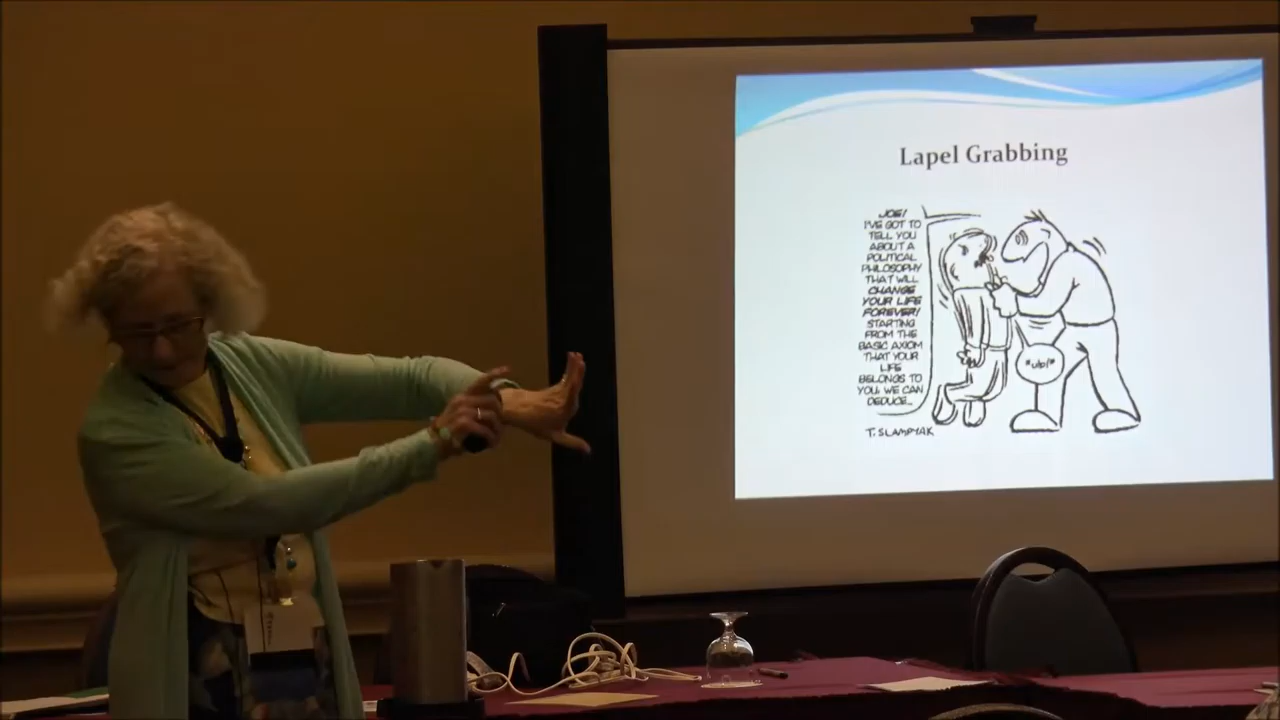 Lapel Grabbing
JOE!
I'VE GOT TO
TELL YOU
ABOUT A
POLITICAL
PHILOSOPHY
THAT WILL
CHANGE
YOUR LIFE
FOREVER!
STARTING
FROM THE
BASIC AXIOM
THAT YOUR
LIFE
BELONGS TO
YOU, WE CAN
DEDUCE...
*ulp!*
T. SLAMPYAK